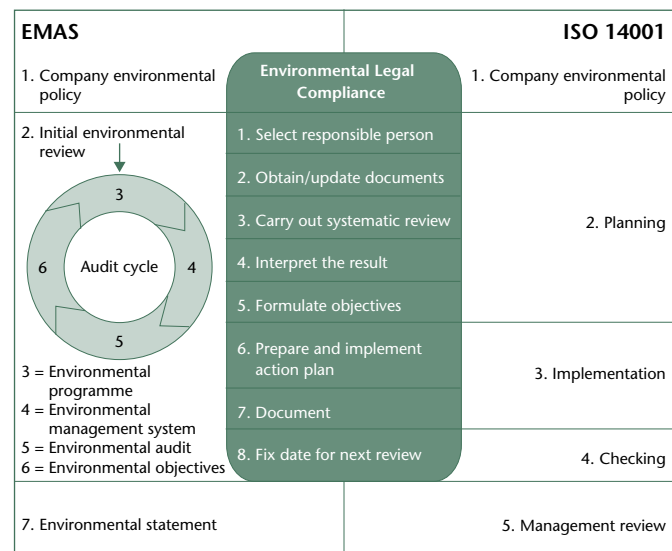 EMAS
ISO 14001
1. Company environmental
policy
Environmental Legal
Compliance
1. Company environmental
policy
2. Initial environmental
review
3
4
5
6
Audit cycle
3 = Environmental
programme
4 = Environmental
management system
5 = Environmental audit
6 = Environmental objectives
1. Select responsible person
2. Obtain/update documents
3. Carry out systematic review
4. Interpret the result
5. Formulate objectives
6. Prepare and implement
action plan
7. Document
8. Fix date for next review
2. Planning
3. Implementation
4. Checking
7. Environmental statement
5. Management review